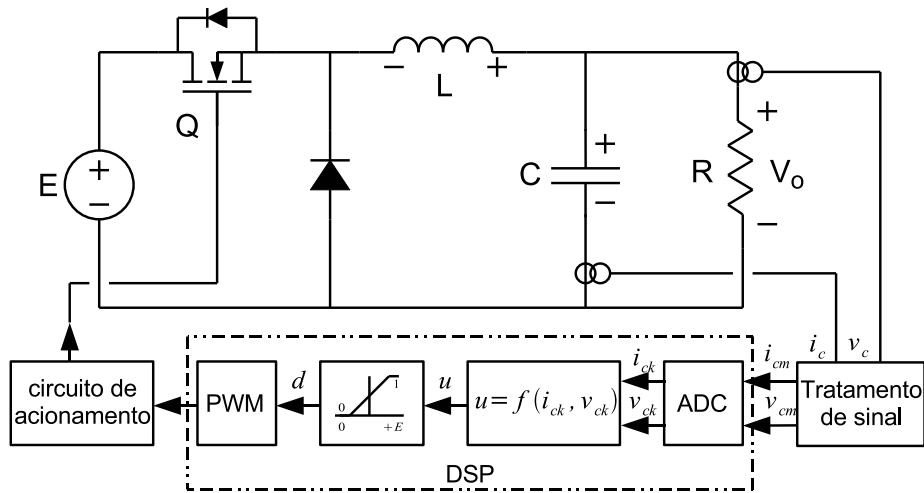 Q
L
E
C
R
V_o
+
−
−
+
+
−
+
−
i_c
v_c
circuito de
acionamento
PWM
d
0
1
0
+E
u
u = f(i_ck, v_ck)
i_ck
v_ck
ADC
i_cm
v_cm
Tratamento
de sinal
DSP